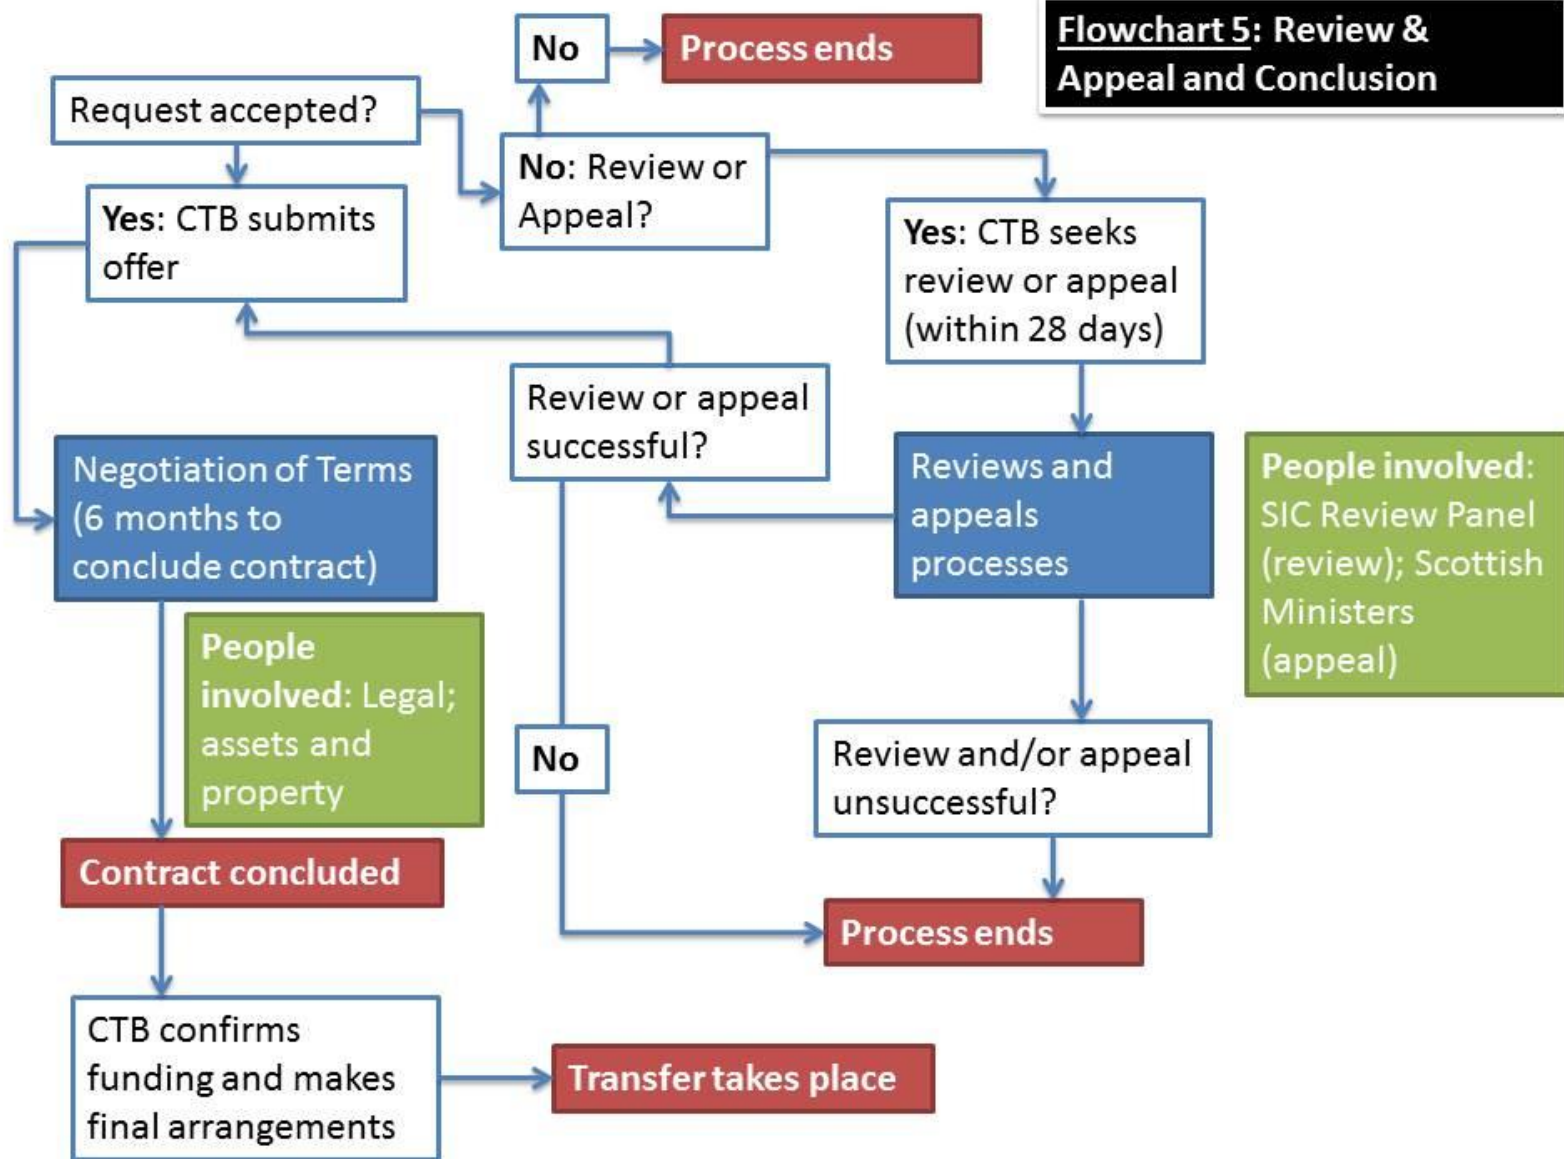 Flowchart 5: Review &
Appeal and Conclusion
No
Process ends
Request accepted?
No: Review or
Appeal?
Yes: CTB submits
offer
Yes: CTB seeks
review or appeal
(within 28 days)
Review or appeal
successful?
Negotiation of Terms
(6 months to
conclude contract)
Reviews and
appeals
processes
People involved:
SIC Review Panel
(review); Scottish
Ministers
(appeal)
People
involved: Legal;
assets and
property
No
Review and/or appeal
unsuccessful?
Contract concluded
Process ends
CTB confirms
funding and makes
final arrangements
Transfer takes place